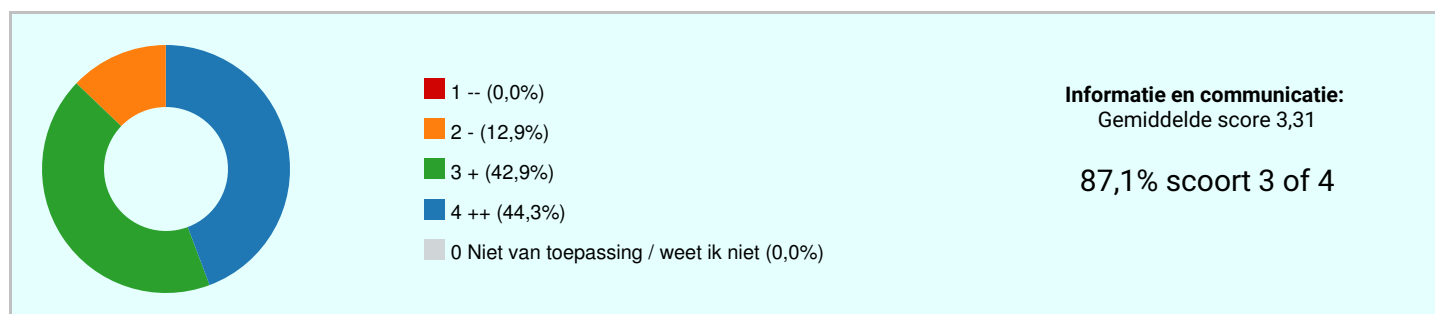 1 -- (0,0%)
2 - (12,9%)
3 + (42,9%)
4 ++ (44,3%)
0 Niet van toepassing / weet ik niet (0,0%)
Informatie en communicatie:
Gemiddelde score 3,31
87,1% scoort 3 of 4